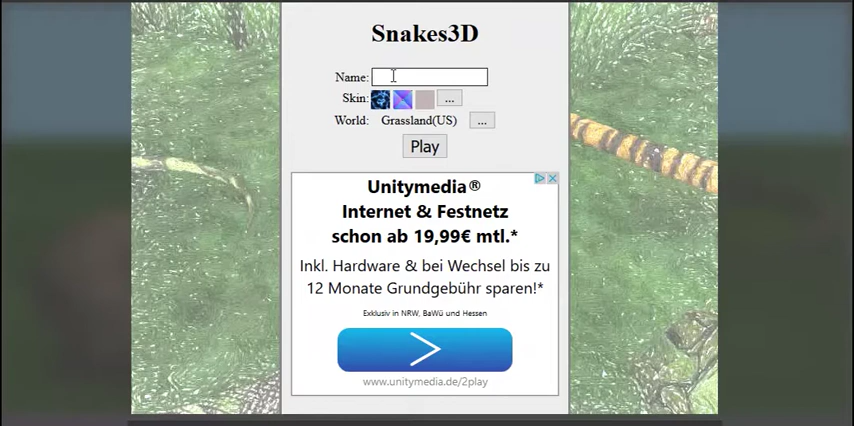 Snakes3D
Name:
Skin: ...
World: Grassland(US) ...
Play
Unitymedia®
Internet & Festnetz
schon ab 19,99€ mtl.*
Inkl. Hardware & bei Wechsel bis zu
12 Monate Grundgebühr sparen!*
Exklusiv in NRW, BaWü und Hessen
www.unitymedia.de/2play